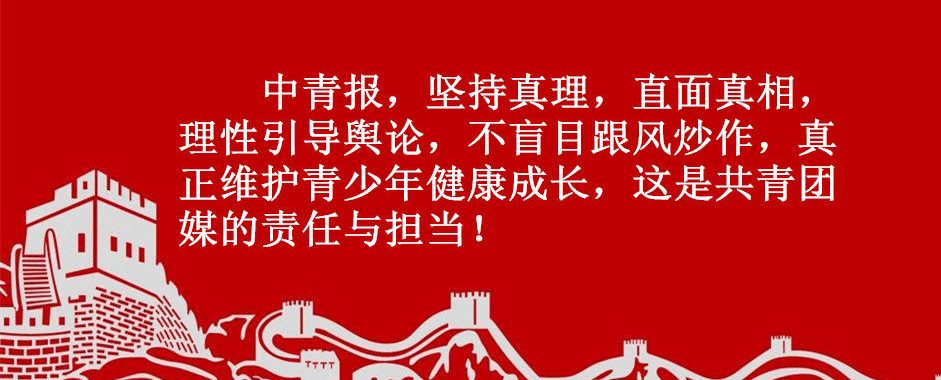 中青报，坚持真理，直面真相，
理性引导舆论，不盲目跟风炒作，真
正维护青少年健康成长，这是共青团
媒的责任与担当！